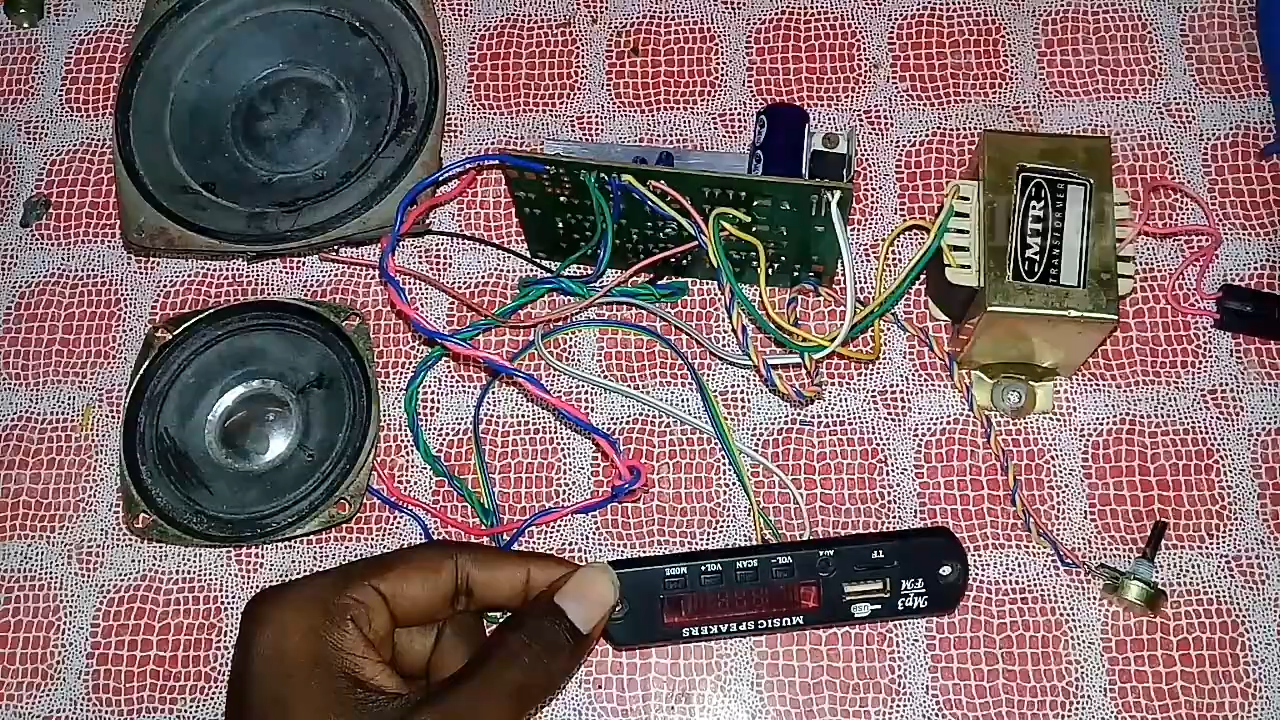 -MTR-
TRANSFORMER
MUSIC SPEAKERS
Mp3
FM
USB
TF
AUX
VOL-
SCAN
VOL+
MODE